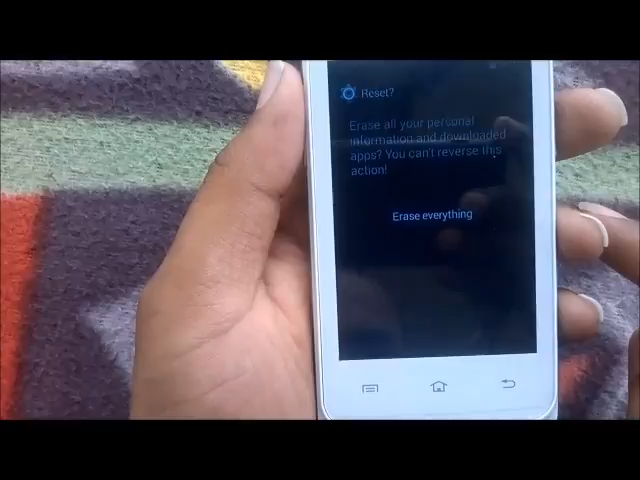 Reset?
Erase all your personal
information and downloaded
apps? You can't reverse this
action!
Erase everything